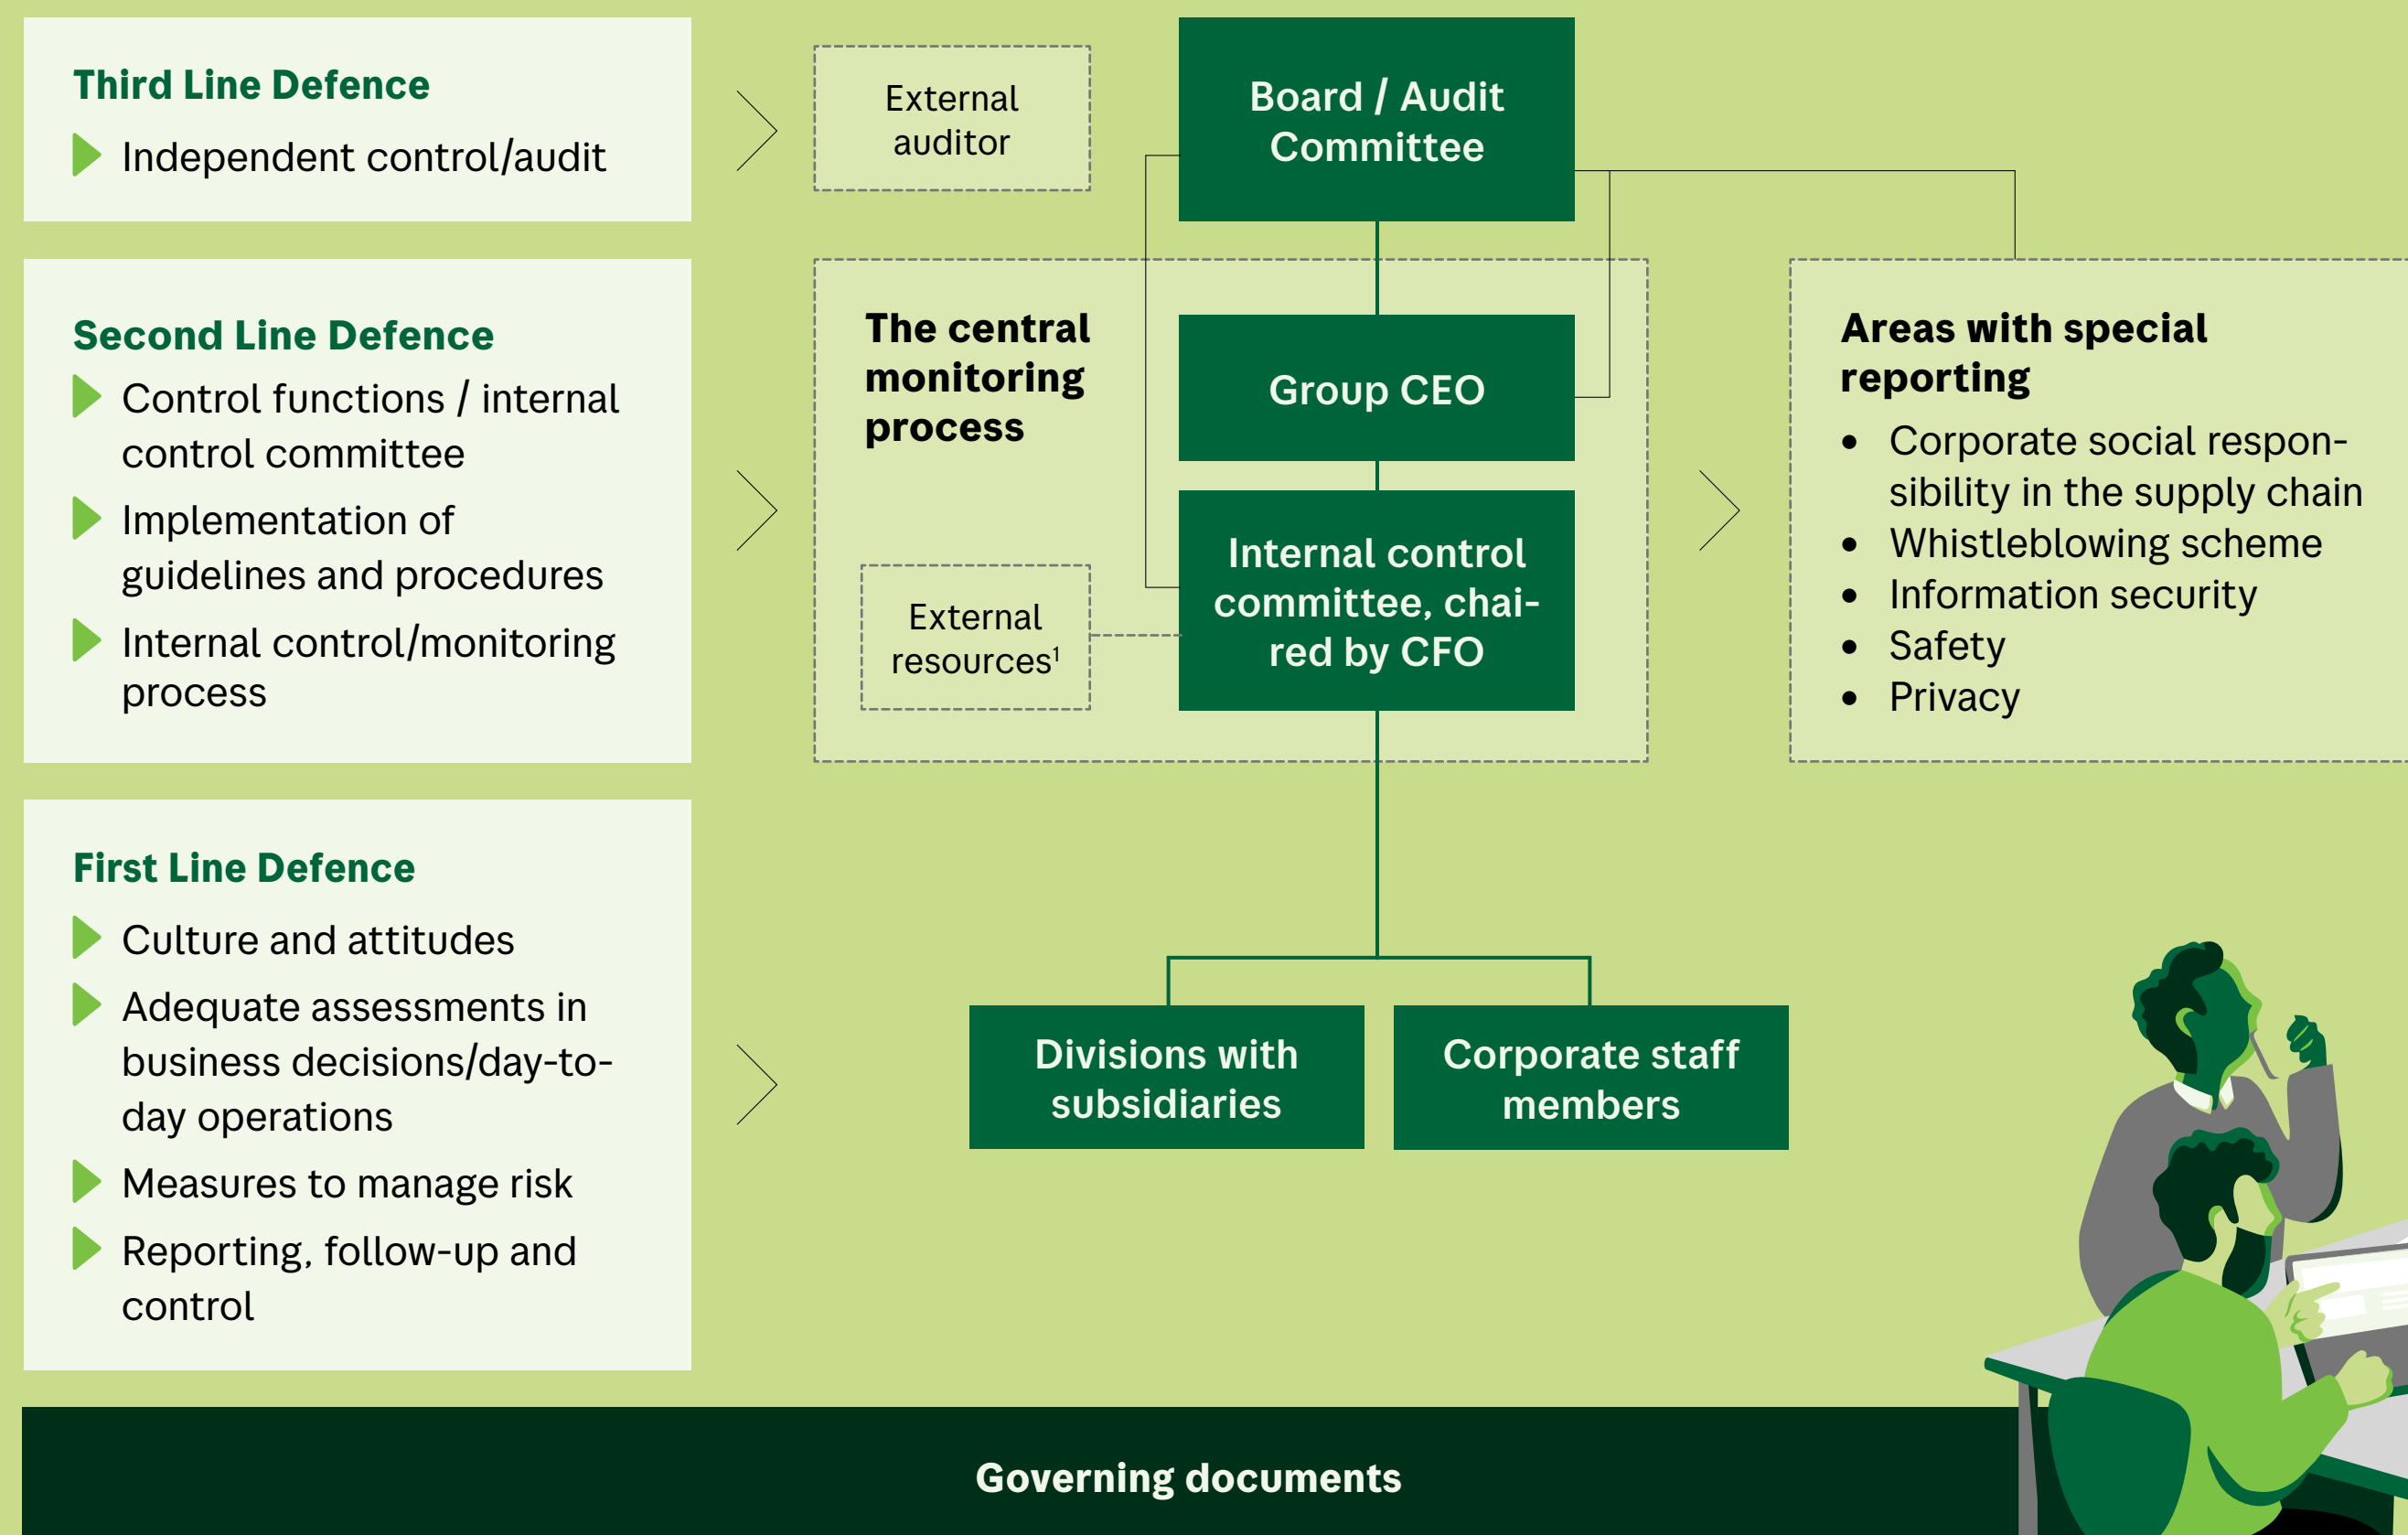 Third Line Defence
Independent control/audit
External
auditor
Board / Audit
Committee
Second Line Defence
Control functions / internal
control committee
Implementation of
guidelines and procedures
Internal control/monitoring
process
The central
monitoring
process
Group CEO
External
resources¹
Internal control
committee, chai-
red by CFO
Areas with special
reporting
• Corporate social respon-
sibility in the supply chain
• Whistleblowing scheme
• Information security
• Safety
• Privacy
First Line Defence
Culture and attitudes
Adequate assessments in
business decisions/day-to-
day operations
Measures to manage risk
Reporting, follow-up and
control
Divisions with
subsidiaries
Corporate staff
members
Governing documents